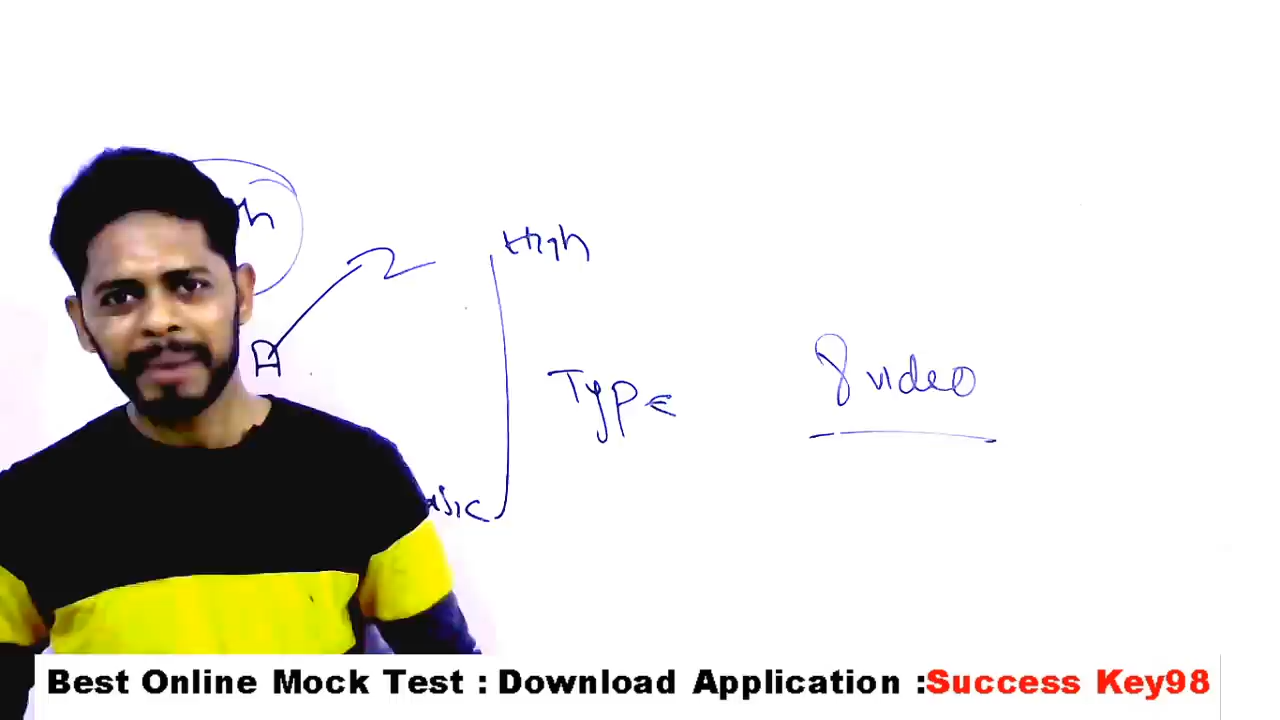 High
Type
8 video
Best Online Mock Test : Download Application :Success Key98